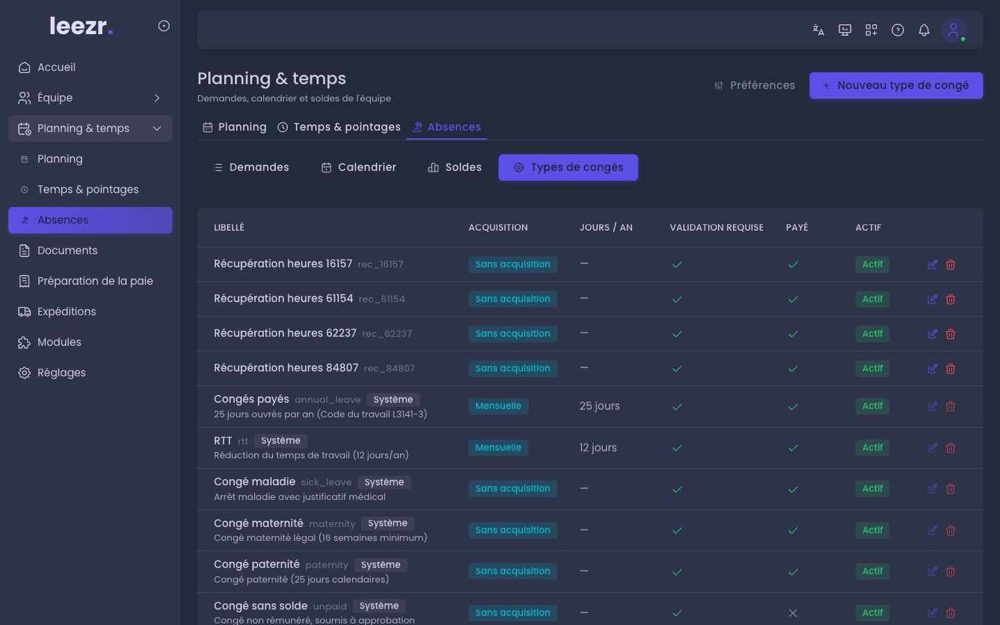 leezr.
Accueil
Équipe
Planning & temps
Planning
Temps & pointages
Absences
Documents
Préparation de la paie
Expéditions
Modules
Réglages
Planning & temps
Demandes, calendrier et soldes de l'équipe
Préférences
+ Nouveau type de congé
Planning Temps & pointages Absences
Demandes Calendrier Soldes Types de congés
LIBELLÉ ACQUISITION JOURS / AN VALIDATION REQUISE PAYÉ ACTIF
Récupération heures 16157 rec_16157 Sans acquisition — Actif
Récupération heures 61154 rec_61154 Sans acquisition — Actif
Récupération heures 62237 rec_62237 Sans acquisition — Actif
Récupération heures 84807 rec_84807 Sans acquisition — Actif
Congés payés annual_leave Système Mensuelle 25 jours Actif
25 jours ouvrés par an (Code du travail L3141-3)
RTT rtt Système Mensuelle 12 jours Actif
Réduction du temps de travail (12 jours/an)
Congé maladie sick_leave Système Sans acquisition — Actif
Arrêt maladie avec justificatif médical
Congé maternité maternity Système Sans acquisition — Actif
Congé maternité légal (16 semaines minimum)
Congé paternité paternity Système Sans acquisition — Actif
Congé paternité (25 jours calendaires)
Congé sans solde unpaid Système Sans acquisition — Actif
Congé non rémunéré, soumis à approbation